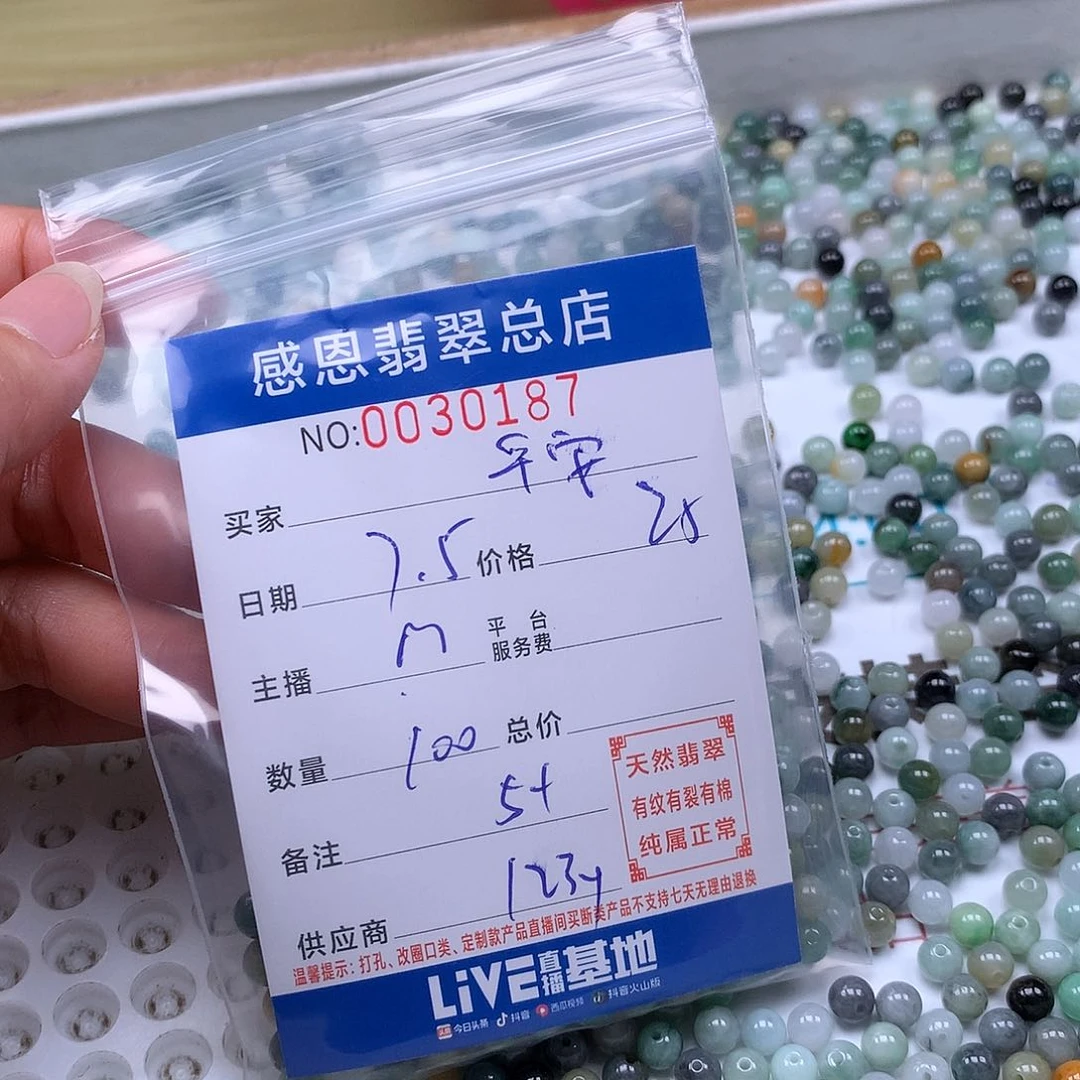 感恩翡翠总店
NO:0030187
买家 平安
日期 7.5 价格 25
主播 M 平台服务费
数量 100 总价
备注 5+
供应商 1234
天然翡翠
有纹有裂有棉
纯属正常
温馨提示：打孔、改圈口类、定制款产品直播间买断类产品不支持七天无理由退换
LiVE直播基地
今日头条 抖音 西瓜视频 抖音火山版